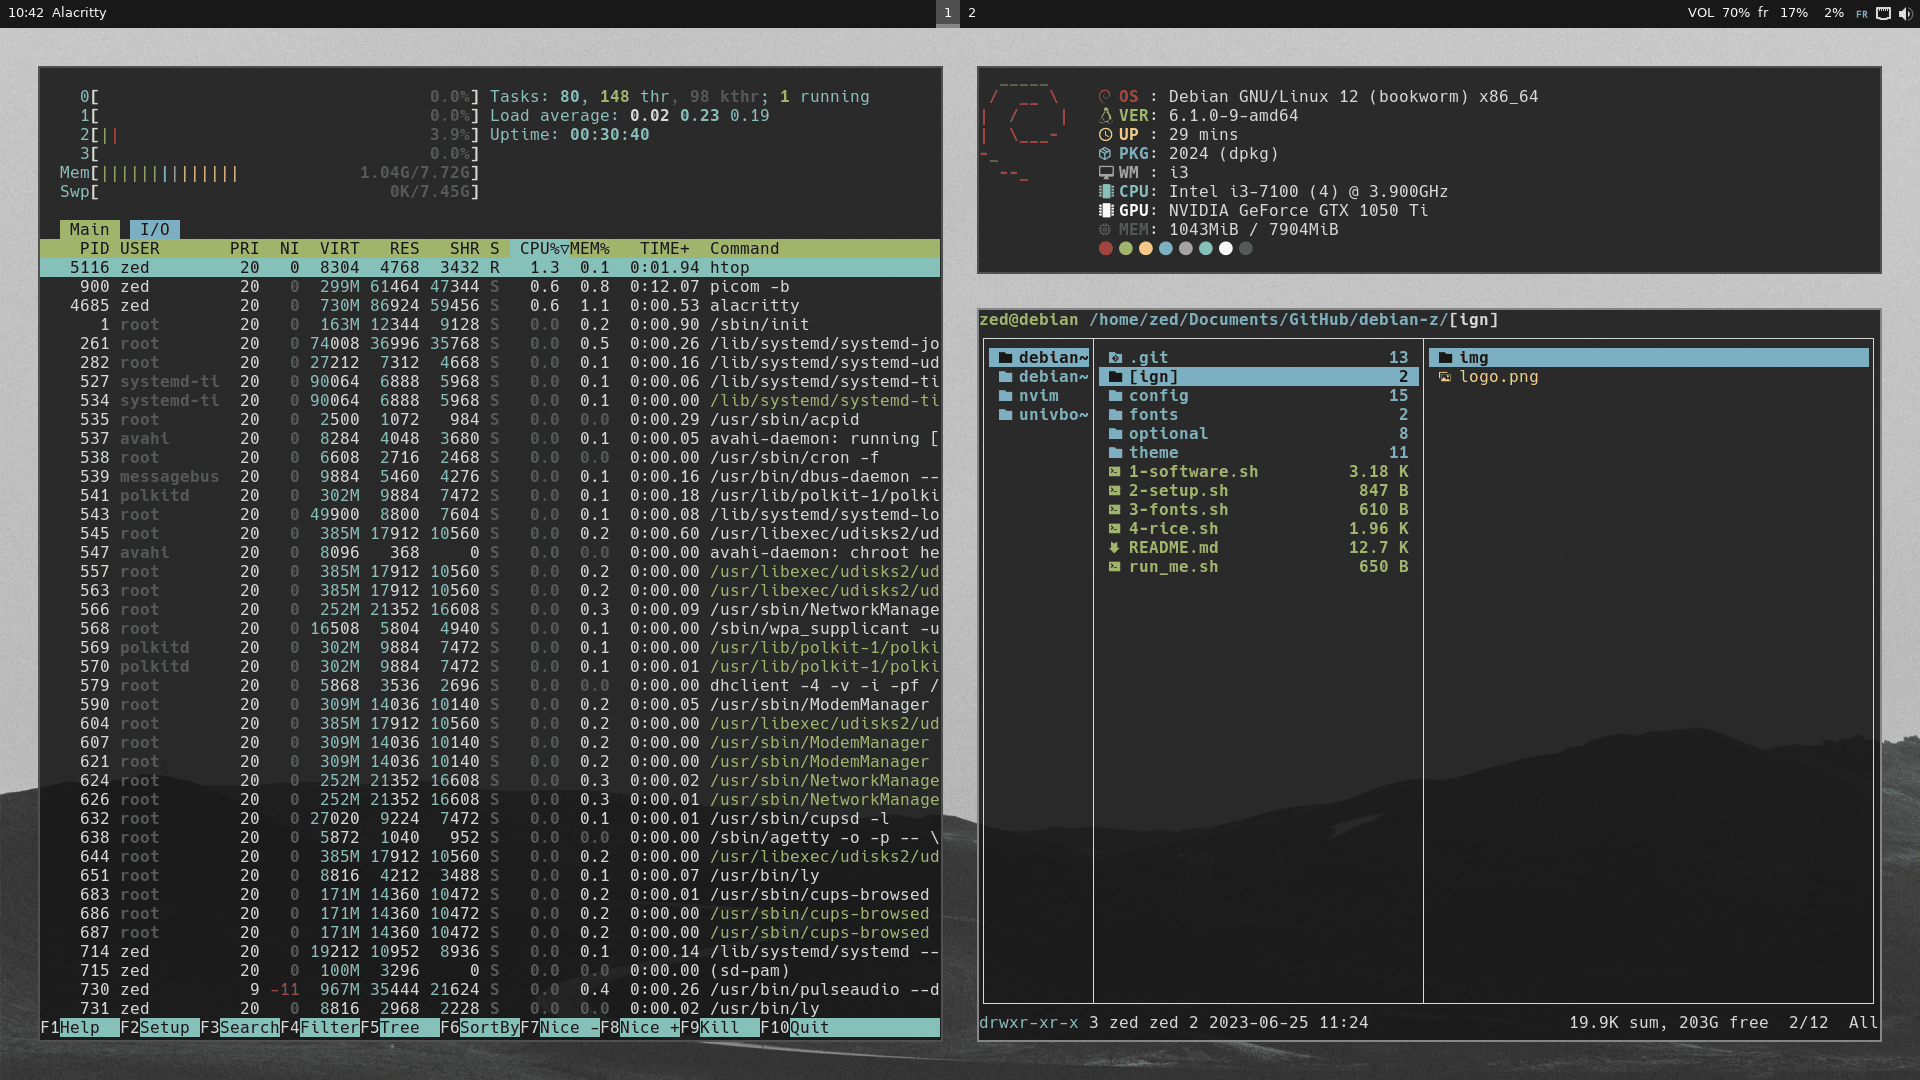 10:42 Alacritty
1 2
VOL 70% fr 17% 2% FR
0[ 0.0%] Tasks: 80, 148 thr, 98 kthr; 1 running
1[ 0.0%] Load average: 0.02 0.23 0.19
2[|| 3.9%] Uptime: 00:30:40
3[ 0.0%]
Mem[|||||||||||||| 1.04G/7.72G]
Swp[ 0K/7.45G]
Main I/O
PID USER PRI NI VIRT RES SHR S CPU%▽MEM% TIME+ Command
5116 zed 20 0 8304 4768 3432 R 1.3 0.1 0:01.94 htop
900 zed 20 0 299M 61464 47344 S 0.6 0.8 0:12.07 picom -b
4685 zed 20 0 730M 86924 59456 S 0.6 1.1 0:00.53 alacritty
1 root 20 0 163M 12344 9128 S 0.0 0.2 0:00.90 /sbin/init
261 root 20 0 74008 36996 35768 S 0.0 0.5 0:00.26 /lib/systemd/systemd-jo
282 root 20 0 27212 7312 4668 S 0.0 0.1 0:00.16 /lib/systemd/systemd-ud
527 systemd-ti 20 0 90064 6888 5968 S 0.0 0.1 0:00.06 /lib/systemd/systemd-ti
534 systemd-ti 20 0 90064 6888 5968 S 0.0 0.1 0:00.00 /lib/systemd/systemd-ti
535 root 20 0 2500 1072 984 S 0.0 0.0 0:00.29 /usr/sbin/acpid
537 avahi 20 0 8284 4048 3680 S 0.0 0.1 0:00.05 avahi-daemon: running [
538 root 20 0 6608 2716 2468 S 0.0 0.0 0:00.00 /usr/sbin/cron -f
539 messagebus 20 0 9884 5460 4276 S 0.0 0.1 0:00.16 /usr/bin/dbus-daemon --
541 polkitd 20 0 302M 9884 7472 S 0.0 0.1 0:00.18 /usr/lib/polkit-1/polki
543 root 20 0 49900 8800 7604 S 0.0 0.1 0:00.08 /lib/systemd/systemd-lo
545 root 20 0 385M 17912 10560 S 0.0 0.2 0:00.60 /usr/libexec/udisks2/ud
547 avahi 20 0 8096 368 0 S 0.0 0.0 0:00.00 avahi-daemon: chroot he
557 root 20 0 385M 17912 10560 S 0.0 0.2 0:00.00 /usr/libexec/udisks2/ud
563 root 20 0 385M 17912 10560 S 0.0 0.2 0:00.00 /usr/libexec/udisks2/ud
566 root 20 0 252M 21352 16608 S 0.0 0.3 0:00.09 /usr/sbin/NetworkManage
568 root 20 0 16508 5804 4940 S 0.0 0.1 0:00.00 /sbin/wpa_supplicant -u
569 polkitd 20 0 302M 9884 7472 S 0.0 0.1 0:00.00 /usr/lib/polkit-1/polki
570 polkitd 20 0 302M 9884 7472 S 0.0 0.1 0:00.01 /usr/lib/polkit-1/polki
579 root 20 0 5868 3536 2696 S 0.0 0.0 0:00.00 dhclient -4 -v -i -pf /
590 root 20 0 309M 14036 10140 S 0.0 0.2 0:00.05 /usr/sbin/ModemManager
604 root 20 0 385M 17912 10560 S 0.0 0.2 0:00.00 /usr/libexec/udisks2/ud
607 root 20 0 309M 14036 10140 S 0.0 0.2 0:00.00 /usr/sbin/ModemManager
621 root 20 0 309M 14036 10140 S 0.0 0.2 0:00.00 /usr/sbin/ModemManager
624 root 20 0 252M 21352 16608 S 0.0 0.3 0:00.02 /usr/sbin/NetworkManage
626 root 20 0 252M 21352 16608 S 0.0 0.3 0:00.01 /usr/sbin/NetworkManage
632 root 20 0 27020 9224 7472 S 0.0 0.1 0:00.01 /usr/sbin/cupsd -l
638 root 20 0 5872 1040 952 S 0.0 0.0 0:00.00 /sbin/agetty -o -p -- \
644 root 20 0 385M 17912 10560 S 0.0 0.2 0:00.00 /usr/libexec/udisks2/ud
651 root 20 0 8816 4212 3488 S 0.0 0.1 0:00.07 /usr/bin/ly
683 root 20 0 171M 14360 10472 S 0.0 0.2 0:00.01 /usr/sbin/cups-browsed
686 root 20 0 171M 14360 10472 S 0.0 0.2 0:00.00 /usr/sbin/cups-browsed
687 root 20 0 171M 14360 10472 S 0.0 0.2 0:00.00 /usr/sbin/cups-browsed
714 zed 20 0 19212 10952 8936 S 0.0 0.1 0:00.14 /lib/systemd/systemd --
715 zed 20 0 100M 3296 0 S 0.0 0.0 0:00.00 (sd-pam)
730 zed 9 -11 967M 35444 21624 S 0.0 0.4 0:00.26 /usr/bin/pulseaudio --d
731 zed 20 0 8816 2968 2228 S 0.0 0.0 0:00.02 /usr/bin/ly
F1Help F2Setup F3SearchF4FilterF5Tree F6SortByF7Nice -F8Nice +F9Kill F10Quit
OS : Debian GNU/Linux 12 (bookworm) x86_64
VER: 6.1.0-9-amd64
UP : 29 mins
PKG: 2024 (dpkg)
WM : i3
CPU: Intel i3-7100 (4) @ 3.900GHz
GPU: NVIDIA GeForce GTX 1050 Ti
MEM: 1043MiB / 7904MiB
zed@debian /home/zed/Documents/GitHub/debian-z/[ign]
debian~ .git 13 img
debian~ [ign] 2 logo.png
nvim config 15
univbo~ fonts 2
optional 8
theme 11
1-software.sh 3.18 K
2-setup.sh 847 B
3-fonts.sh 610 B
4-rice.sh 1.96 K
README.md 12.7 K
run_me.sh 650 B
drwxr-xr-x 3 zed zed 2 2023-06-25 11:24 19.9K sum, 203G free 2/12 All